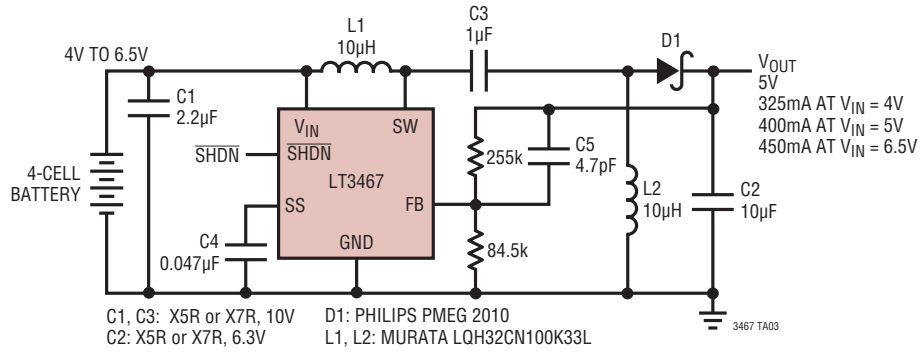 4V TO 6.5V
L1
10µH
C3
1µF
D1
VOUT
5V
325mA AT VIN = 4V
400mA AT VIN = 5V
450mA AT VIN = 6.5V
C1
2.2µF
VIN
SW
SHDN
SHDN
LT3467
255k
C5
4.7pF
4-CELL
BATTERY
SS
FB
L2
10µH
C2
10µF
C4
0.047µF
GND
84.5k
C1, C3: X5R or X7R, 10V
D1: PHILIPS PMEG 2010
C2: X5R or X7R, 6.3V
L1, L2: MURATA LQH32CN100K33L
3467 TA03